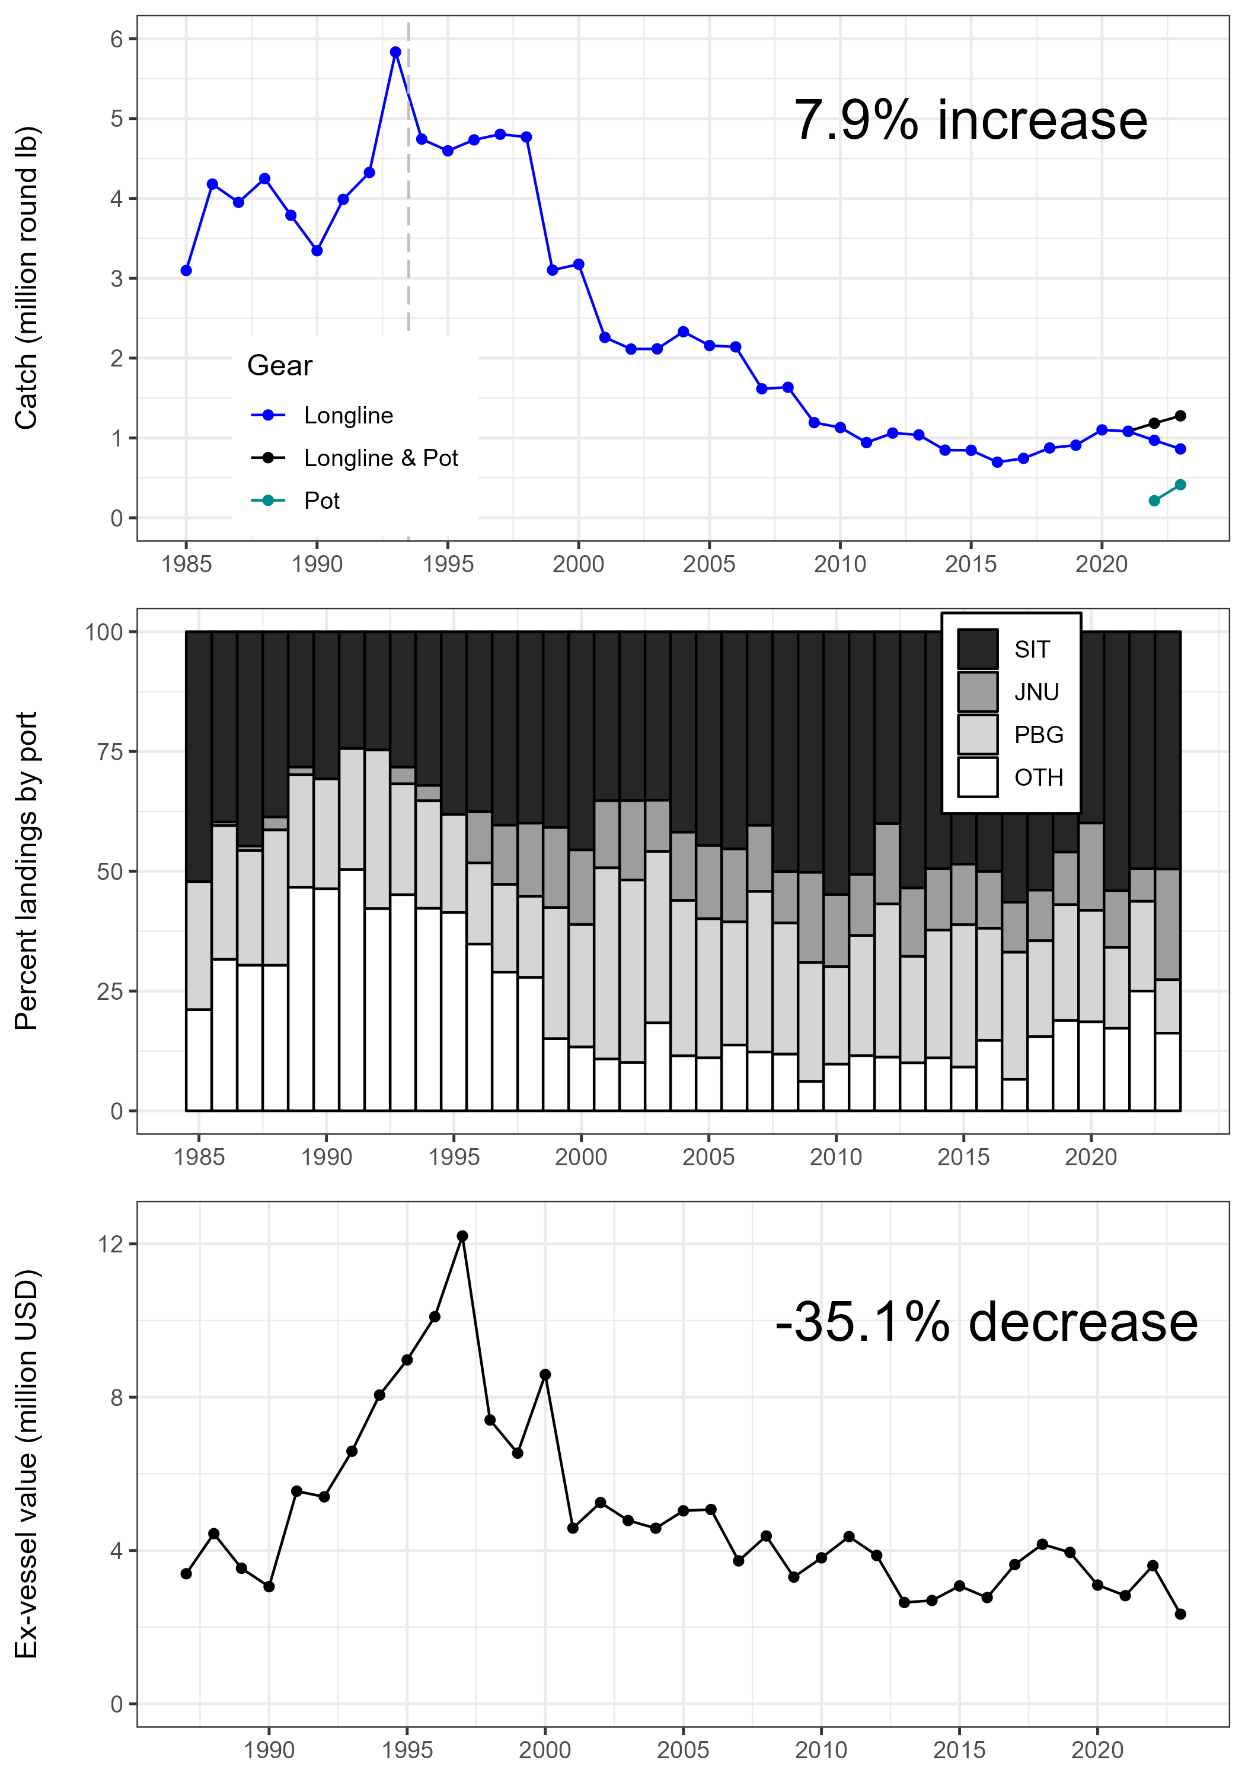 Catch (million round lb)
6
5
4
3
2
1
0
7.9% increase
Gear
Longline
Longline & Pot
Pot
1985 1990 1995 2000 2005 2010 2015 2020
Percent landings by port
100
75
50
25
0
SIT
JNU
PBG
OTH
1985 1990 1995 2000 2005 2010 2015 2020
Ex-vessel value (million USD)
12
8
4
0
-35.1% decrease
1990 1995 2000 2005 2010 2015 2020